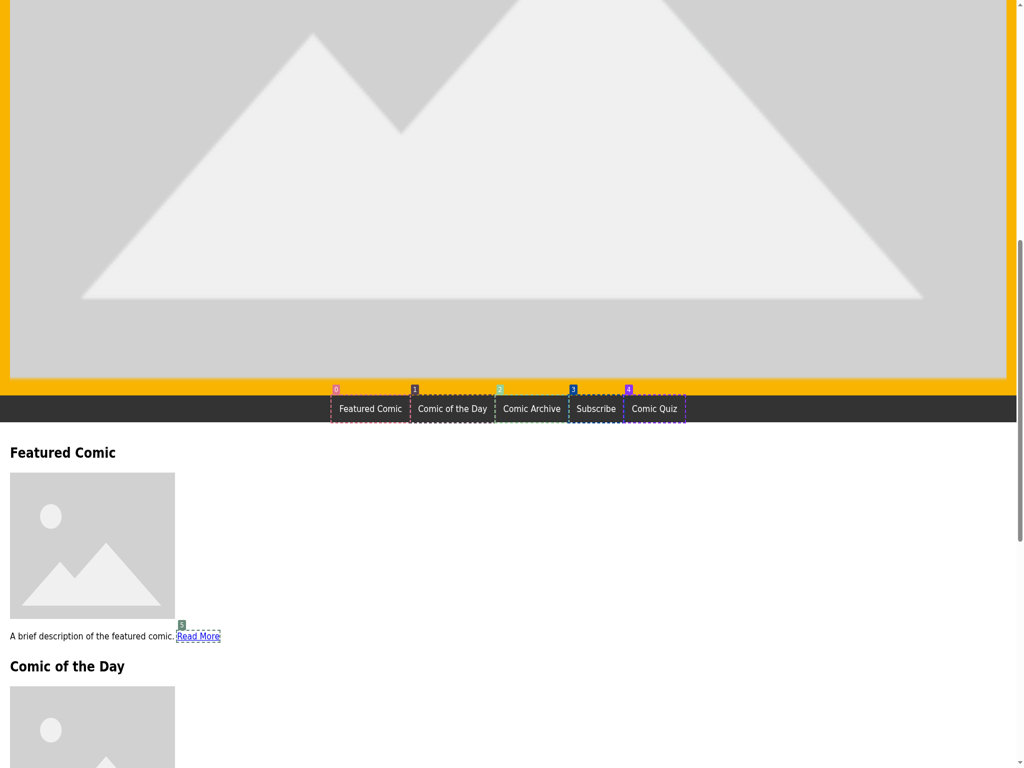 0 1 2 3 4
Featured Comic Comic of the Day Comic Archive Subscribe Comic Quiz
Featured Comic
5
A brief description of the featured comic. Read More
Comic of the Day